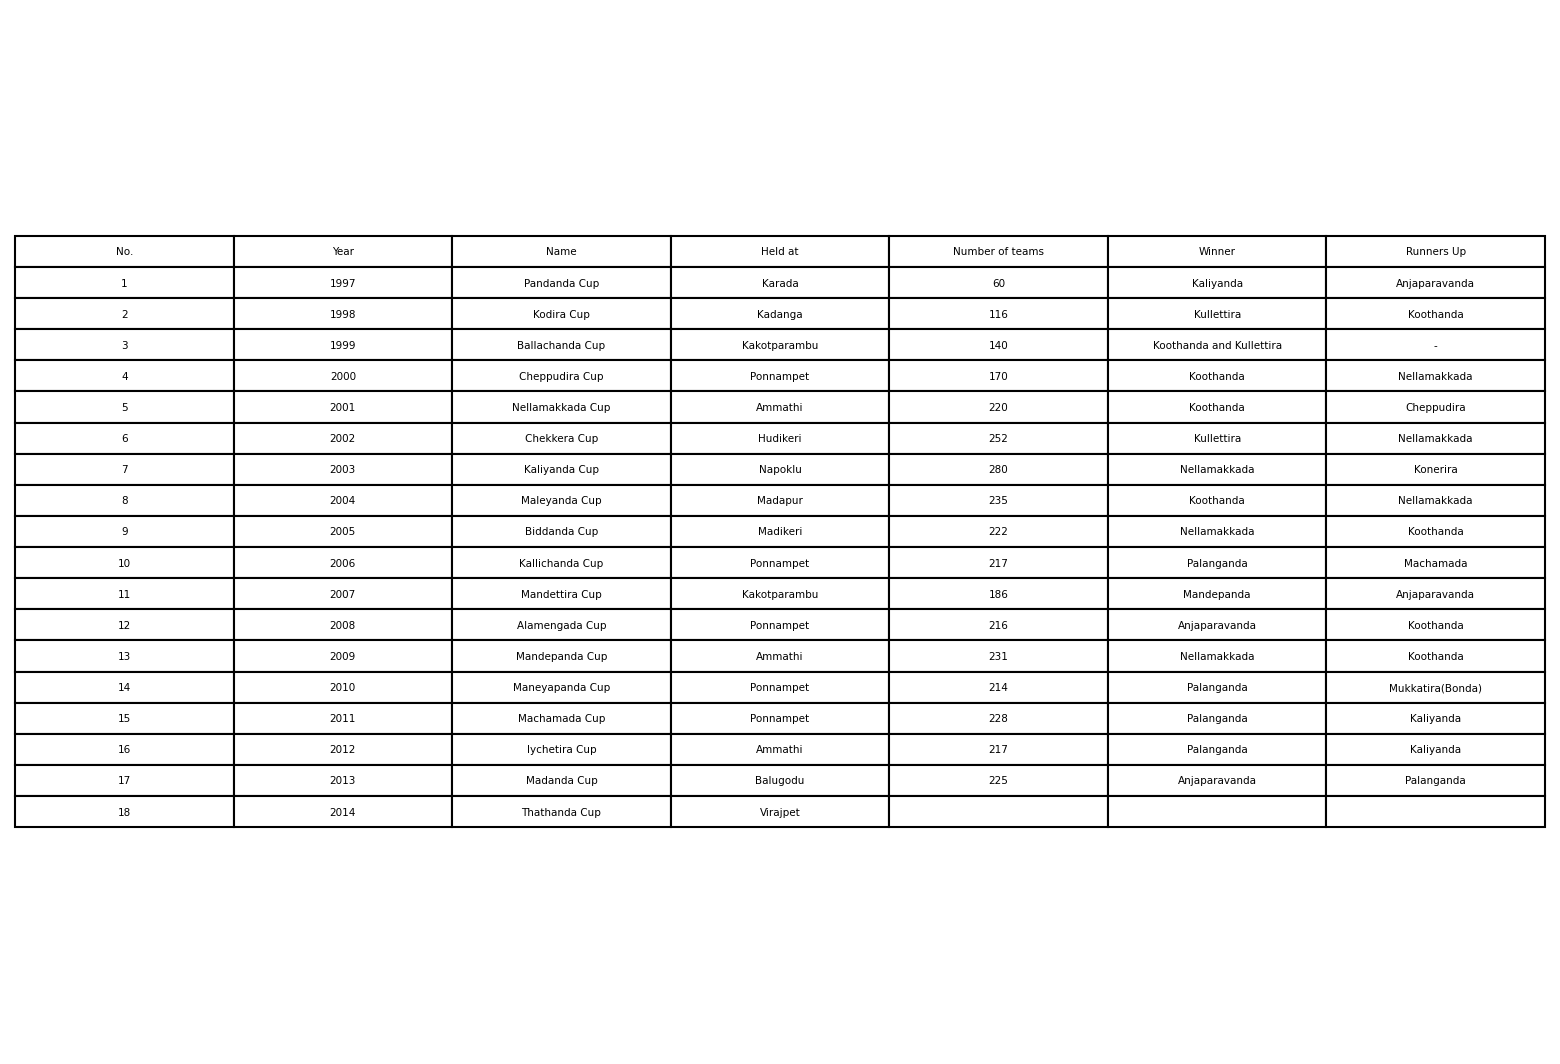 No. Year Name Held at Number of teams Winner Runners Up
1 1997 Pandanda Cup Karada 60 Kaliyanda Anjaparavanda
2 1998 Kodira Cup Kadanga 116 Kullettira Koothanda
3 1999 Ballachanda Cup Kakotparambu 140 Koothanda and Kullettira -
4 2000 Cheppudira Cup Ponnampet 170 Koothanda Nellamakkada
5 2001 Nellamakkada Cup Ammathi 220 Koothanda Cheppudira
6 2002 Chekkera Cup Hudikeri 252 Kullettira Nellamakkada
7 2003 Kaliyanda Cup Napoklu 280 Nellamakkada Konerira
8 2004 Maleyanda Cup Madapur 235 Koothanda Nellamakkada
9 2005 Biddanda Cup Madikeri 222 Nellamakkada Koothanda
10 2006 Kallichanda Cup Ponnampet 217 Palanganda Machamada
11 2007 Mandettira Cup Kakotparambu 186 Mandepanda Anjaparavanda
12 2008 Alamengada Cup Ponnampet 216 Anjaparavanda Koothanda
13 2009 Mandepanda Cup Ammathi 231 Nellamakkada Koothanda
14 2010 Maneyapanda Cup Ponnampet 214 Palanganda Mukkatira(Bonda)
15 2011 Machamada Cup Ponnampet 228 Palanganda Kaliyanda
16 2012 Iychetira Cup Ammathi 217 Palanganda Kaliyanda
17 2013 Madanda Cup Balugodu 225 Anjaparavanda Palanganda
18 2014 Thathanda Cup Virajpet